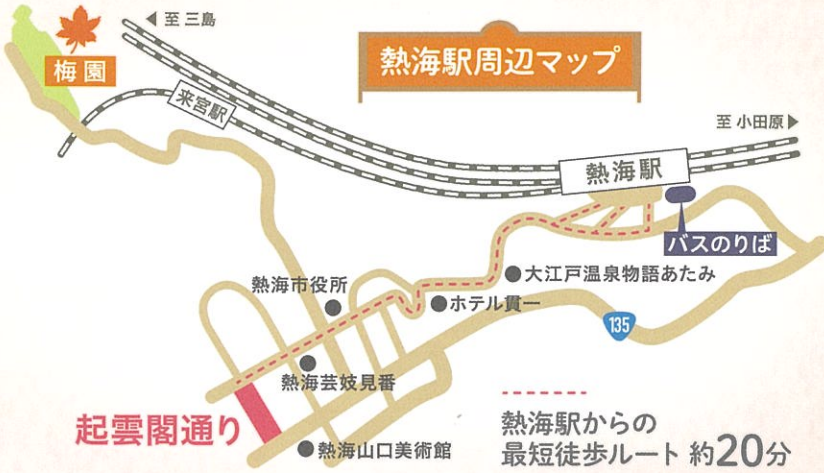 至 三島
熱海駅周辺マップ
梅園
来宮駅
至 小田原
熱海駅
バスのりば
大江戸温泉物語あたみ
熱海市役所
ホテル貫一
135
熱海芸妓見番
起雲閣通り
熱海山口美術館
熱海駅からの
最短徒歩ルート 約20分